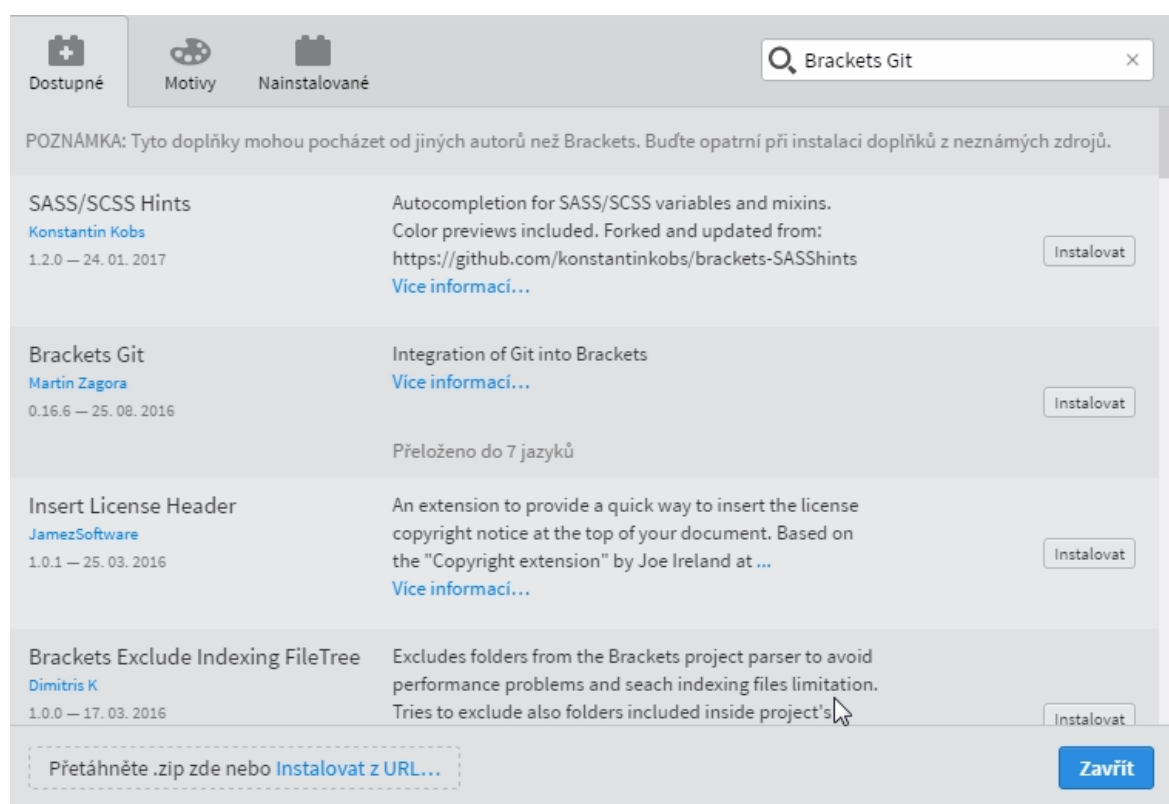 Dostupné
Motivy
Nainstalované
Brackets Git
POZNÁMKA: Tyto doplňky mohou pocházet od jiných autorů než Brackets. Buďte opatrní při instalaci doplňků z neznámých zdrojů.
SASS/SCSS Hints
Konstantin Kobs
1.2.0 — 24. 01. 2017
Autocompletion for SASS/SCSS variables and mixins.
Color previews included. Forked and updated from:
https://github.com/konstantinkobs/brackets-SASShints
Více informací...
Instalovat
Brackets Git
Martin Zagora
0.16.6 — 25. 08. 2016
Integration of Git into Brackets
Více informací...
Přeloženo do 7 jazyků
Instalovat
Insert License Header
JamezSoftware
1.0.1 — 25. 03. 2016
An extension to provide a quick way to insert the license
copyright notice at the top of your document. Based on
the "Copyright extension" by Joe Ireland at ...
Více informací...
Instalovat
Brackets Exclude Indexing FileTree
Dimitris K
1.0.0 — 17. 03. 2016
Excludes folders from the Brackets project parser to avoid
performance problems and seach indexing files limitation.
Tries to exclude also folders included inside project's
Instalovat
Přetáhněte .zip zde nebo Instalovat z URL...
Zavřít